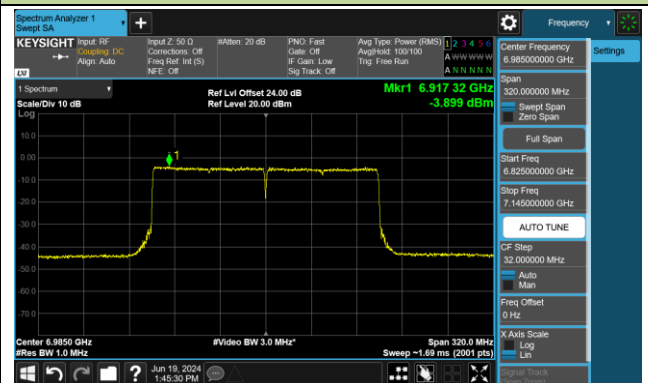 Spectrum Analyzer 1
Swept SA
Frequency
KEYSIGHT
Input: RF
Coupling: DC
Align: Auto
Input Z: 50 Ω
Corrections: Off
Freq Ref: Int (S)
NFE: Off
#Atten: 20 dB
PNO: Fast
Gate: Off
IF Gain: Low
Sig Track: Off
Avg Type: Power (RMS)
Avg|Hold: 100/100
Trig: Free Run
1 2 3 4 5 6
A W W W W W
A N N N N N
LXI
1 Spectrum
Scale/Div 10 dB
Log
Ref Lvl Offset 24.00 dB
Ref Level 20.00 dBm
Mkr1 6.917 32 GHz
-3.899 dBm
1
10.0
0.00
-10.0
-20.0
-30.0
-40.0
-50.0
-60.0
-70.0
Center 6.9850 GHz
#Res BW 1.0 MHz
#Video BW 3.0 MHz*
Span 320.0 MHz
Sweep ~1.69 ms (2001 pts)
Jun 19, 2024
1:45:30 PM
Center Frequency
6.985000000 GHz
Settings
Span
320.000000 MHz
Swept Span
Zero Span
Full Span
Start Freq
6.825000000 GHz
Stop Freq
7.145000000 GHz
AUTO TUNE
CF Step
32.000000 MHz
Auto
Man
Freq Offset
0 Hz
X Axis Scale
Log
Lin
Signal Track